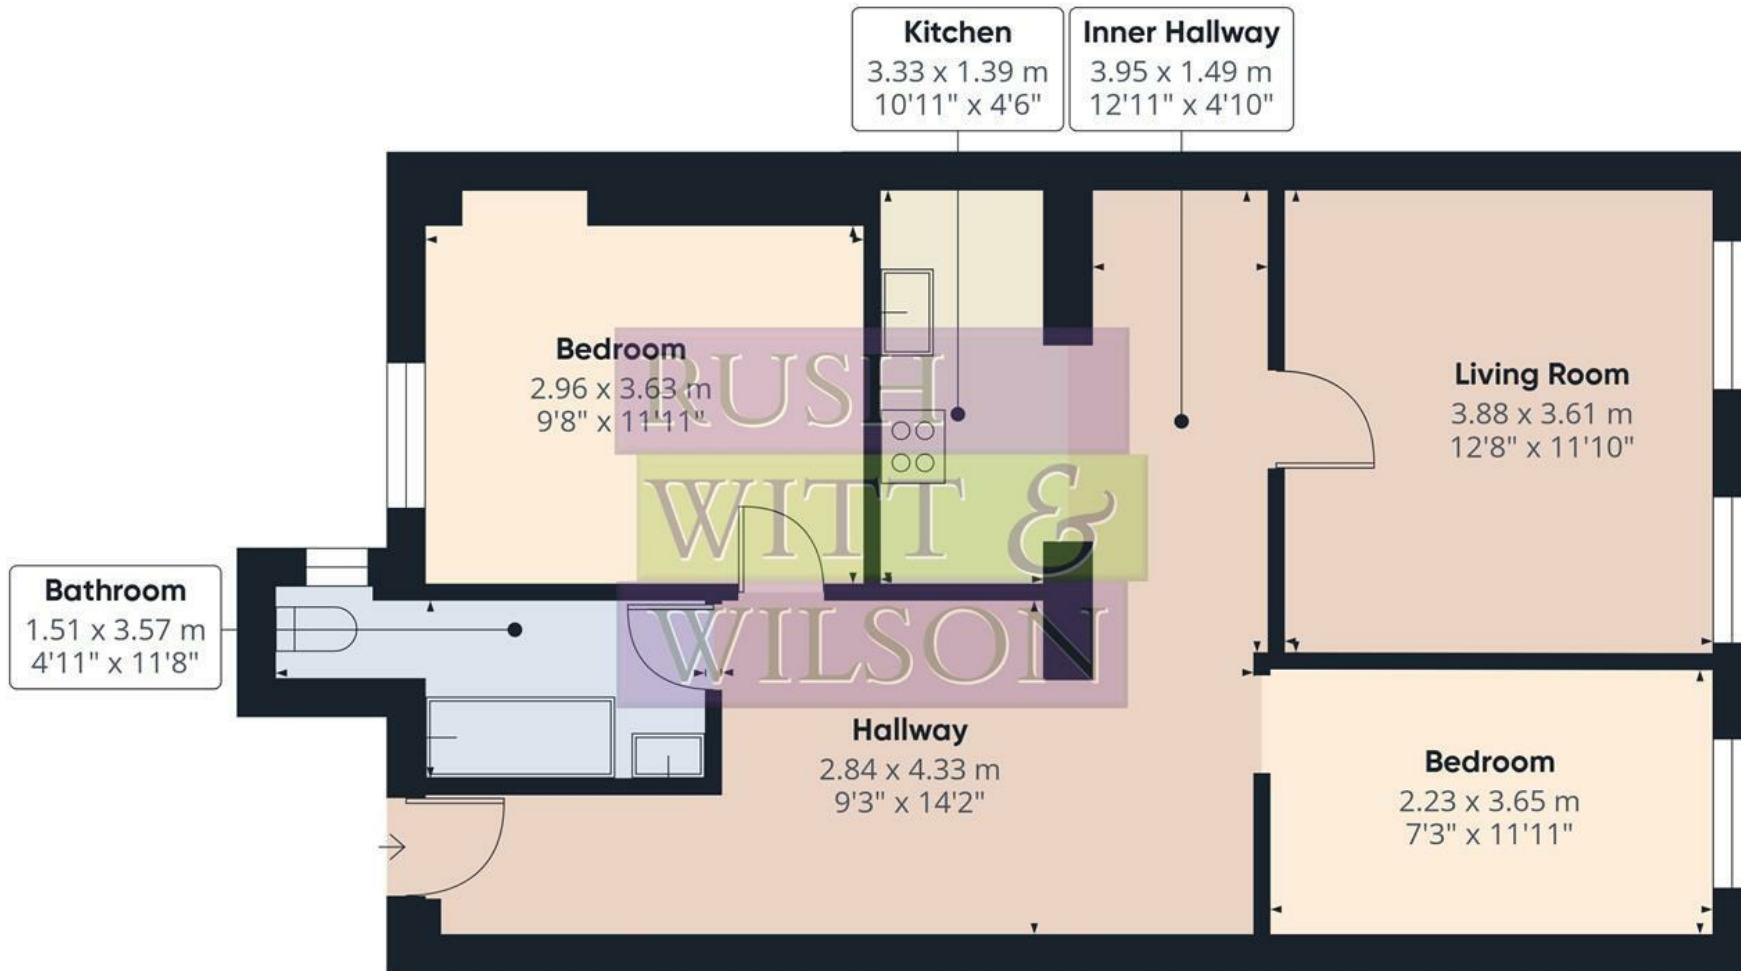 Kitchen
3.33 x 1.39 m
10'11" x 4'6"
Inner Hallway
3.95 x 1.49 m
12'11" x 4'10"
Bedroom
2.96 x 3.63 m
9'8" x 11'11"
Living Room
3.88 x 3.61 m
12'8" x 11'10"
RUSH
WITT &
WILSON
Bathroom
1.51 x 3.57 m
4'11" x 11'8"
Hallway
2.84 x 4.33 m
9'3" x 14'2"
Bedroom
2.23 x 3.65 m
7'3" x 11'11"